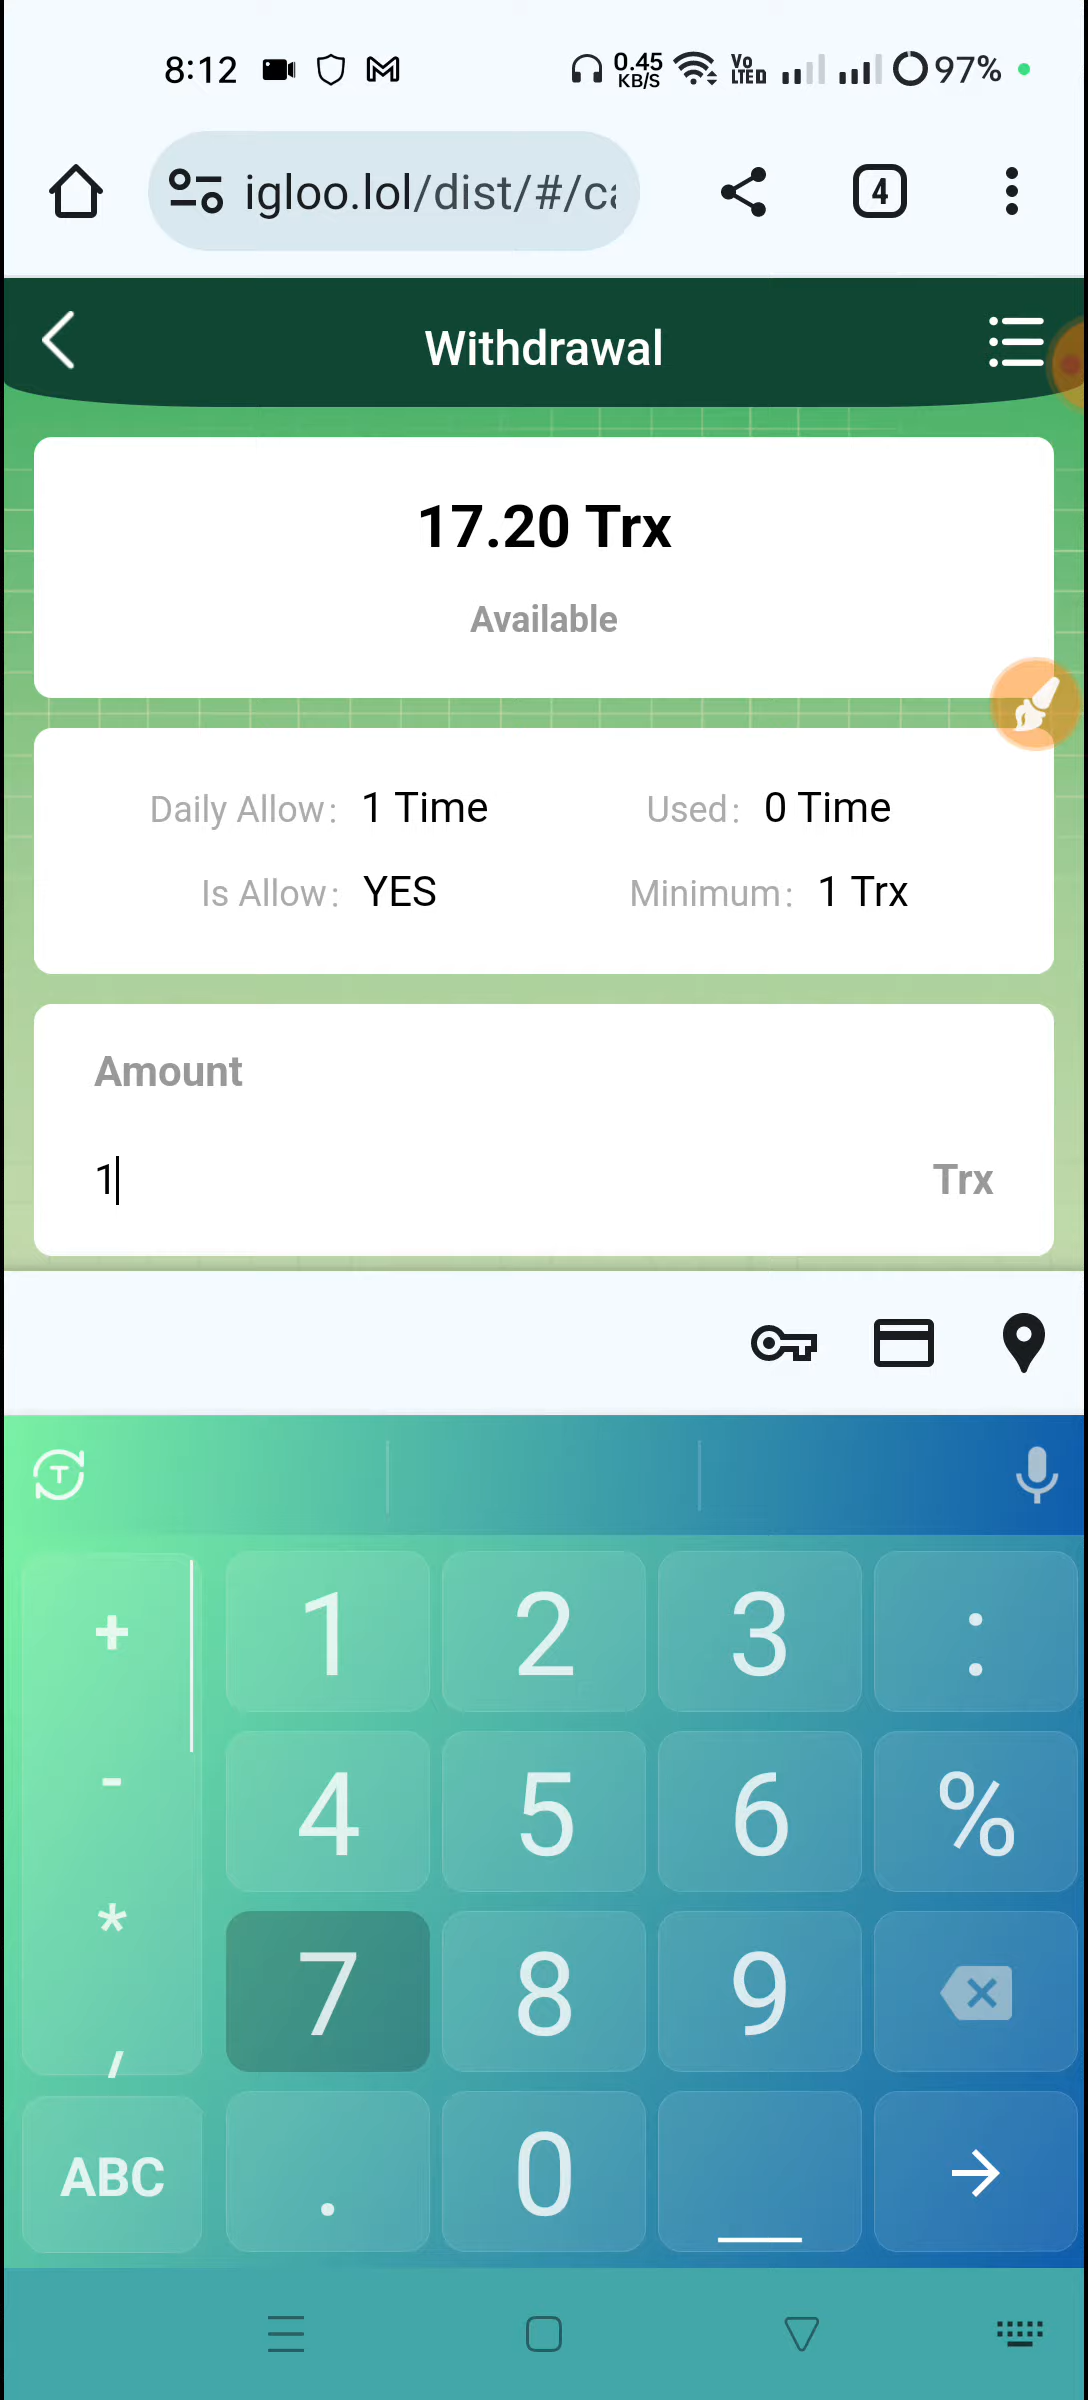 8:12
0.45 KB/S
Vo LTE
97%
igloo.lol/dist/#/c
4
Withdrawal
17.20 Trx
Available
Daily Allow: 1 Time Used: 0 Time
Is Allow: YES Minimum: 1 Trx
Amount
1 Trx
T
+ 1 2 3 :
- 4 5 6 %
* 7 8 9
,
ABC . 0